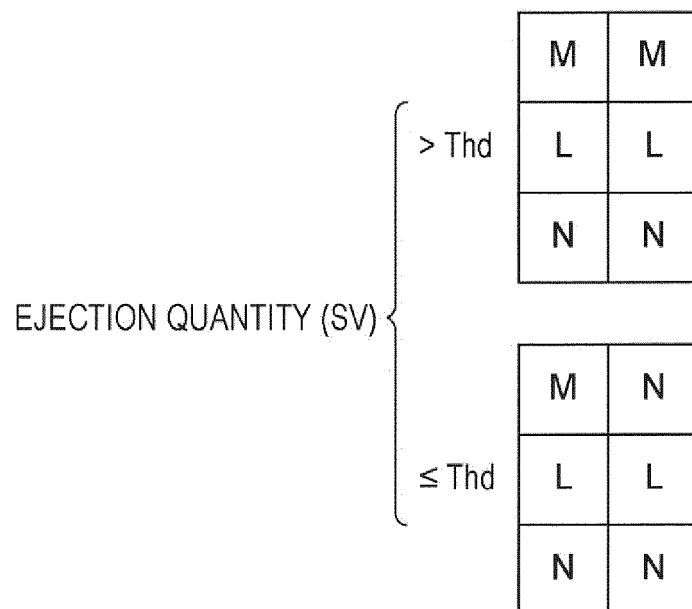 M M
> Thd L L
N N
EJECTION QUANTITY (SV)
M N
≤ Thd L L
N N